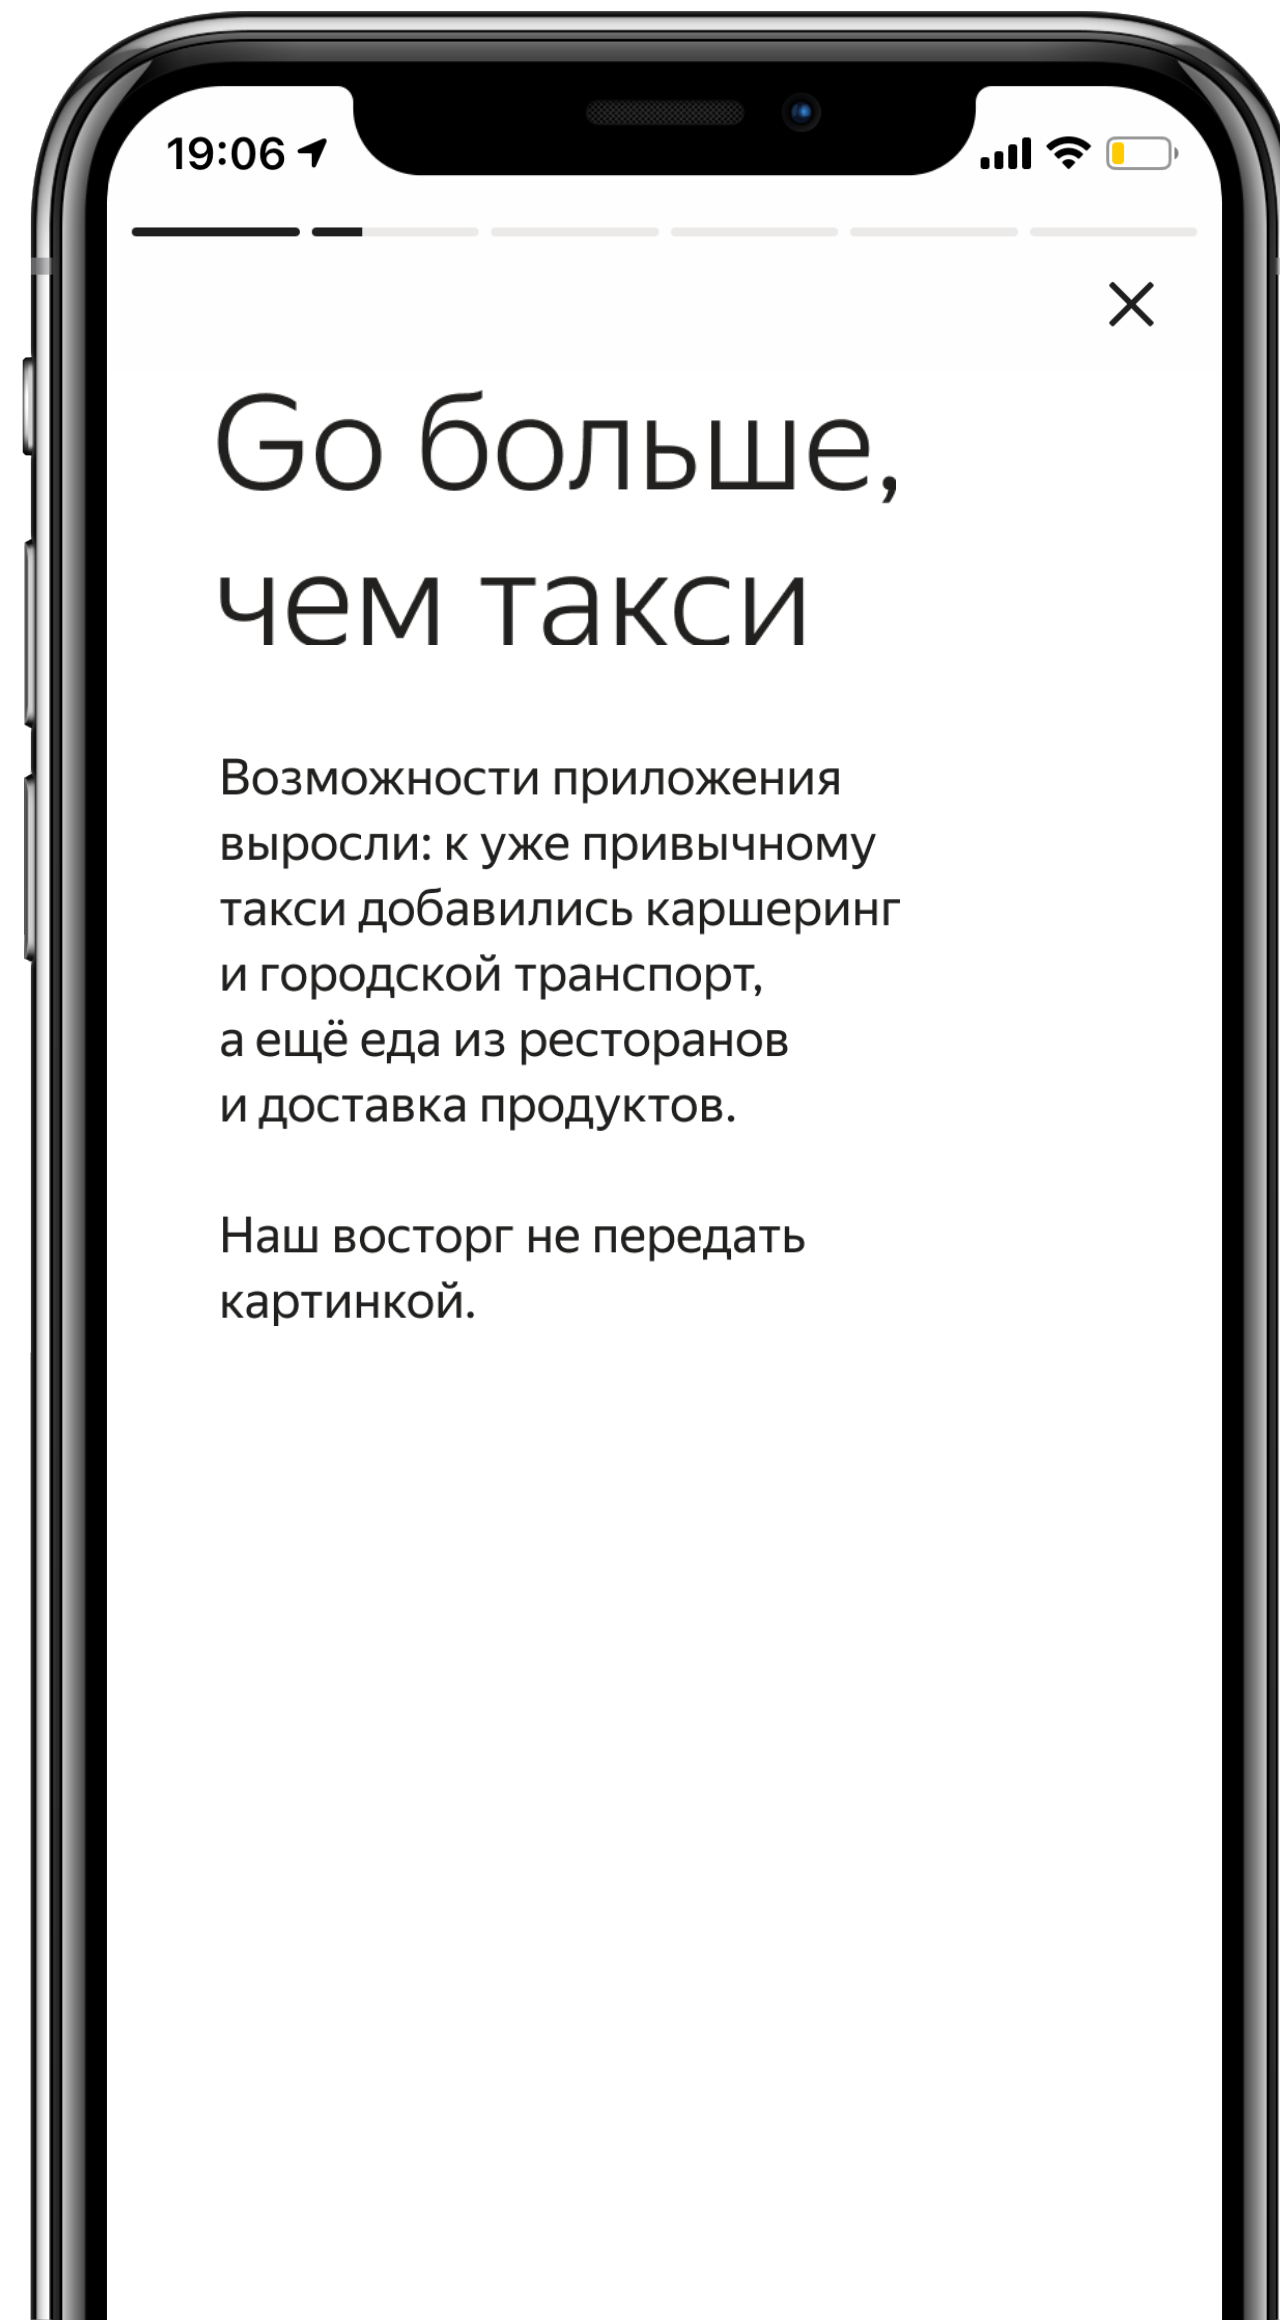 19:06
Go больше,
чем такси
Возможности приложения
выросли: к уже привычному
такси добавились каршеринг
и городской транспорт,
а ещё еда из ресторанов
и доставка продуктов.
Наш восторг не передать
картинкой.